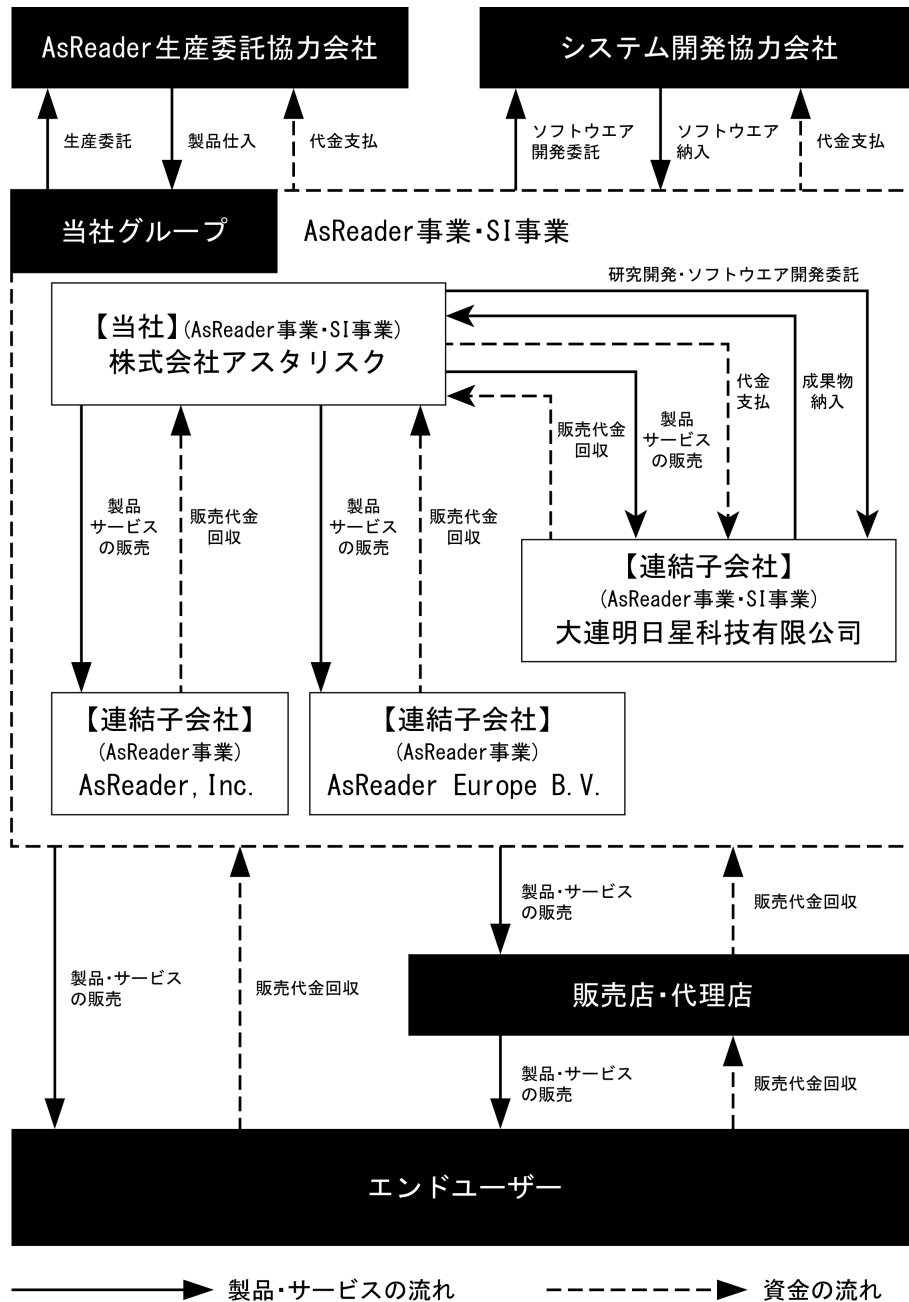 AsReader生産委託協力会社
システム開発協力会社
生産委託
製品仕入
代金支払
ソフトウエア
開発委託
ソフトウエア
納入
代金支払
当社グループ
AsReader事業・SI事業
研究開発・ソフトウエア開発委託
【当社】(AsReader事業・SI事業)
株式会社アスタリスク
代金
支払
成果物
納入
販売代金
回収
製品
サービス
の販売
製品
サービス
の販売
販売代金
回収
製品
サービス
の販売
販売代金
回収
【連結子会社】
(AsReader事業・SI事業)
大連明日星科技有限公司
【連結子会社】
(AsReader事業)
AsReader, Inc.
【連結子会社】
(AsReader事業)
AsReader Europe B.V.
製品・サービス
の販売
販売代金回収
製品・サービス
の販売
販売代金回収
販売店・代理店
製品・サービス
の販売
販売代金回収
エンドユーザー
製品・サービスの流れ
資金の流れ